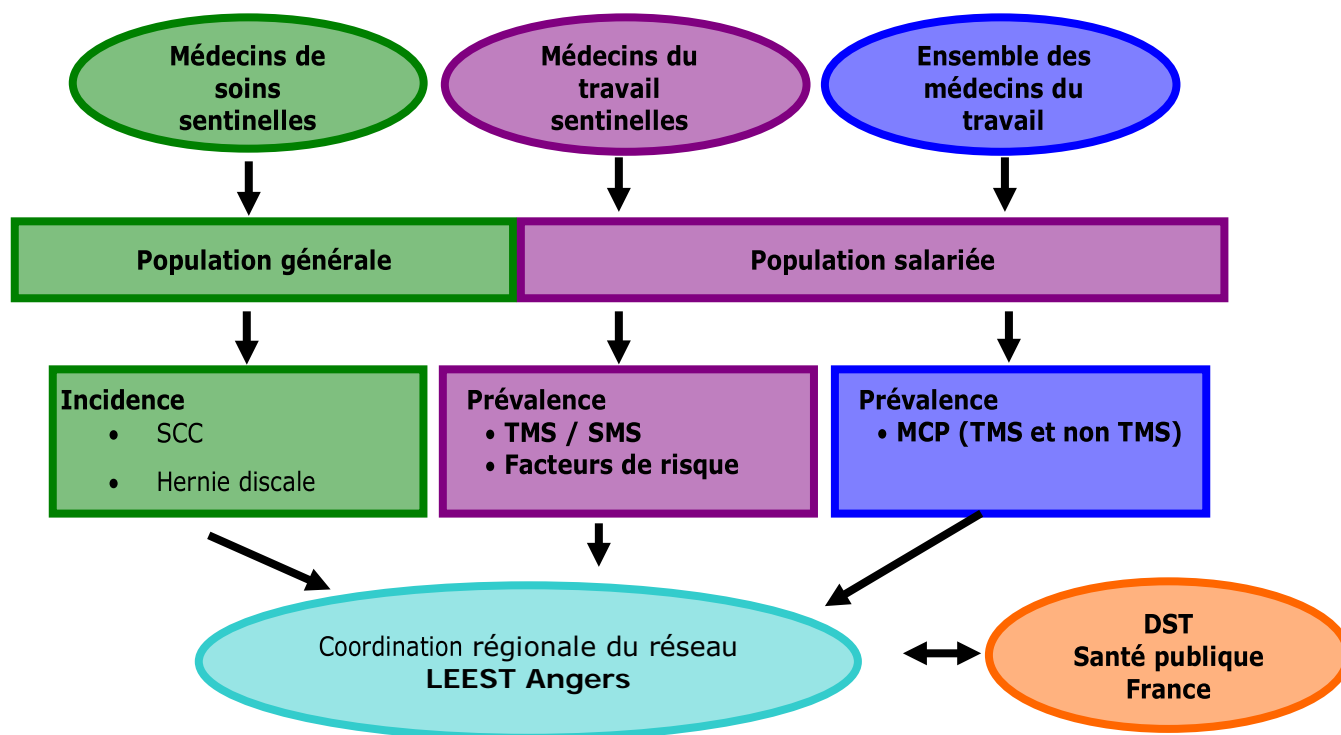 Médecins de
soins
sentinelles
Médecins du
travail
sentinelles
Ensemble des
médecins du
travail
Population générale
Population salariée
Incidence
• SCC
• Hernie discale
Prévalence
• TMS / SMS
• Facteurs de risque
Prévalence
• MCP (TMS et non TMS)
Coordination régionale du réseau
LEEST Angers
DST
Santé publique
France